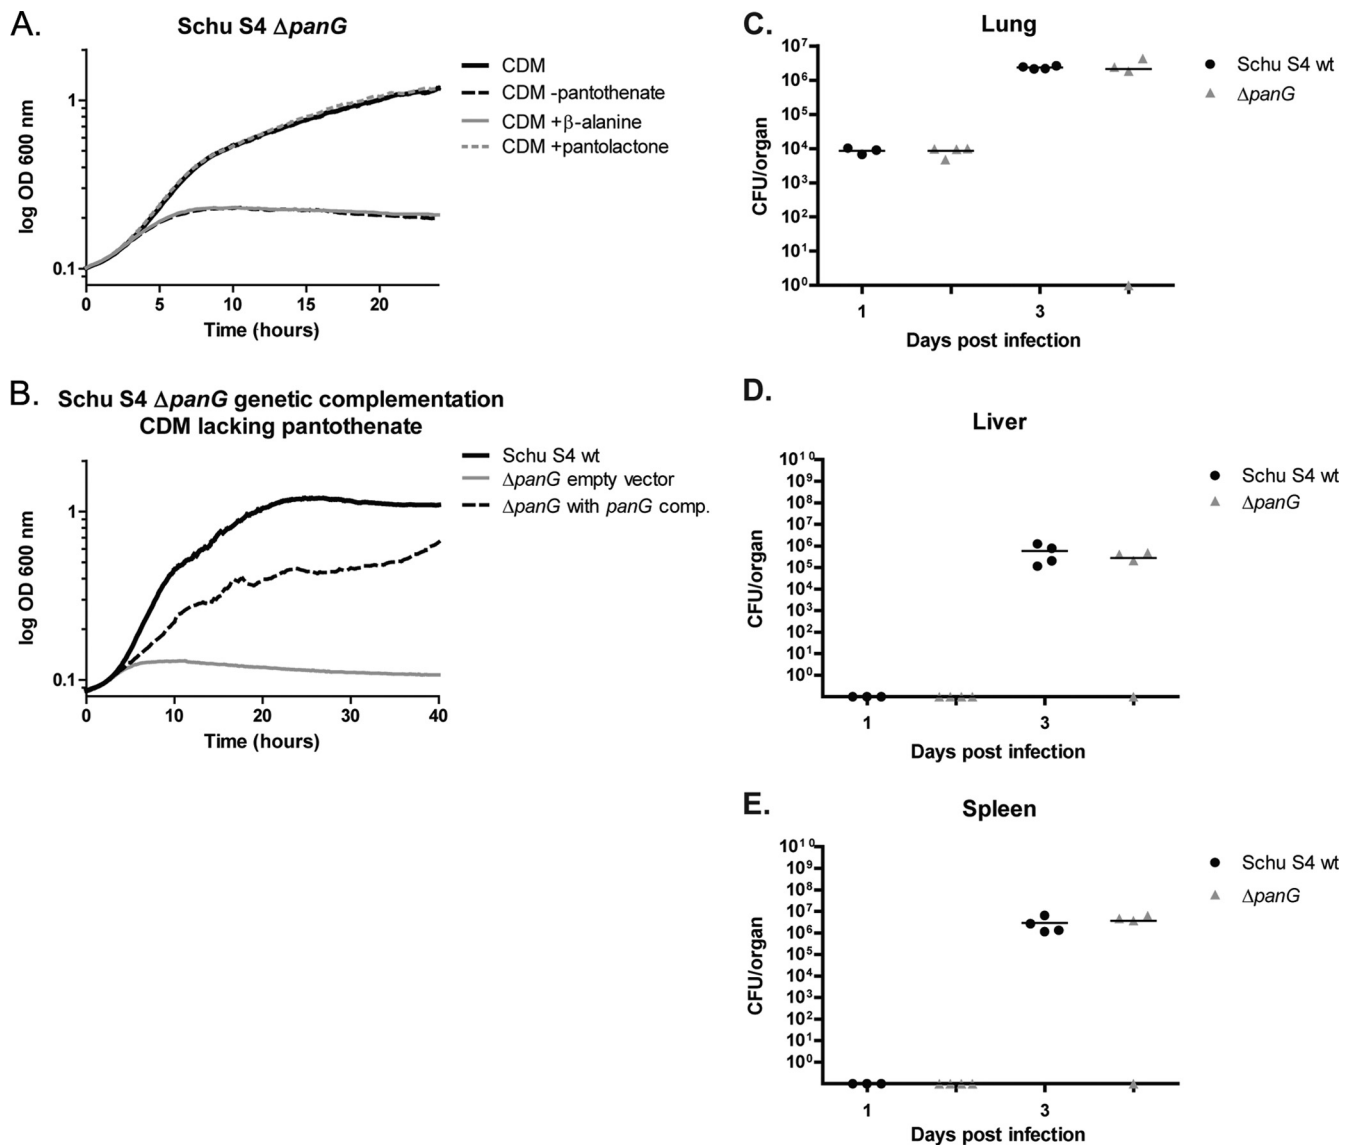 A.
Schu S4 ΔpanG
CDM
CDM -pantothenate
CDM +β-alanine
CDM +pantolactone
log OD 600 nm
1
0.1
0 5 10 15 20
Time (hours)
B.
Schu S4 ΔpanG genetic complementation
CDM lacking pantothenate
Schu S4 wt
ΔpanG empty vector
ΔpanG with panG comp.
log OD 600 nm
1
0.1
0 10 20 30 40
Time (hours)
C.
Lung
Schu S4 wt
ΔpanG
CFU/organ
10⁷
10⁶
10⁵
10⁴
10³
10²
10¹
10⁰
1 3
Days post infection
D.
Liver
Schu S4 wt
ΔpanG
CFU/organ
10¹⁰
10⁹
10⁸
10⁷
10⁶
10⁵
10⁴
10³
10²
10¹
10⁰
1 3
Days post infection
E.
Spleen
Schu S4 wt
ΔpanG
CFU/organ
10¹⁰
10⁹
10⁸
10⁷
10⁶
10⁵
10⁴
10³
10²
10¹
10⁰
1 3
Days post infection